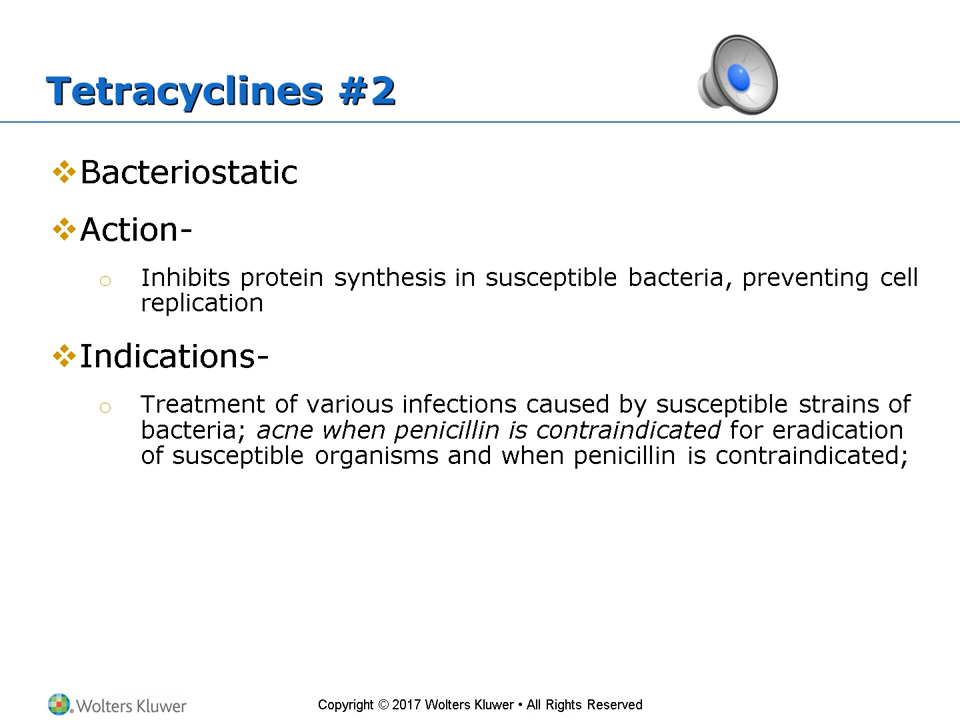 Tetracyclines #2
❖Bacteriostatic
❖Action-
o Inhibits protein synthesis in susceptible bacteria, preventing cell
replication
❖Indications-
o Treatment of various infections caused by susceptible strains of
bacteria; acne when penicillin is contraindicated for eradication
of susceptible organisms and when penicillin is contraindicated;
Wolters Kluwer
Copyright © 2017 Wolters Kluwer • All Rights Reserved